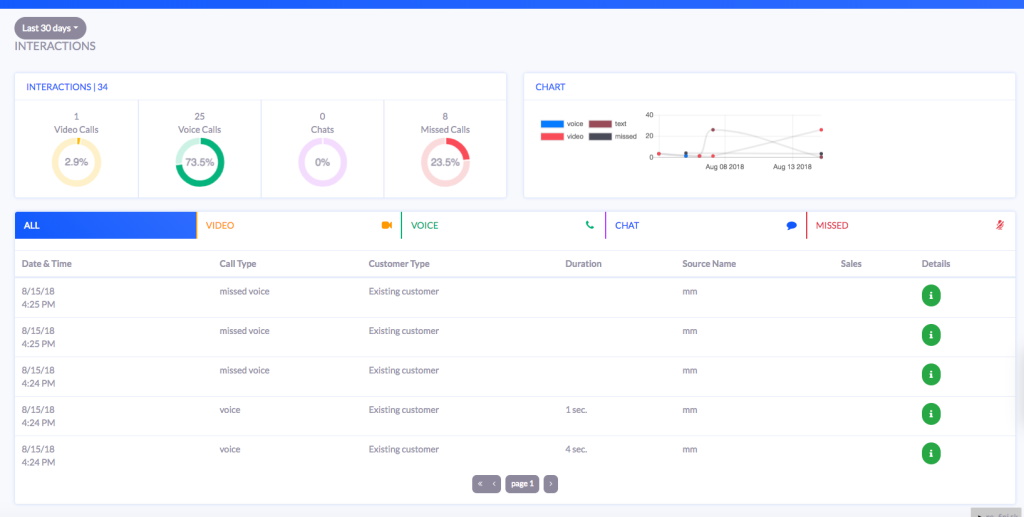 Last 30 days
INTERACTIONS
INTERACTIONS | 34
1
Video Calls
2.9%
25
Voice Calls
73.5%
0
Chats
0%
8
Missed Calls
23.5%
CHART
voice text
video missed
40
20
0
Aug 08 2018 Aug 13 2018
ALL VIDEO VOICE CHAT MISSED
Date & Time Call Type Customer Type Duration Source Name Sales Details
8/15/18 missed voice Existing customer mm
4:25 PM
8/15/18 missed voice Existing customer mm
4:25 PM
8/15/18 missed voice Existing customer mm
4:24 PM
8/15/18 voice Existing customer 1 sec. mm
4:24 PM
8/15/18 voice Existing customer 4 sec. mm
4:24 PM
« ‹ page 1 ›